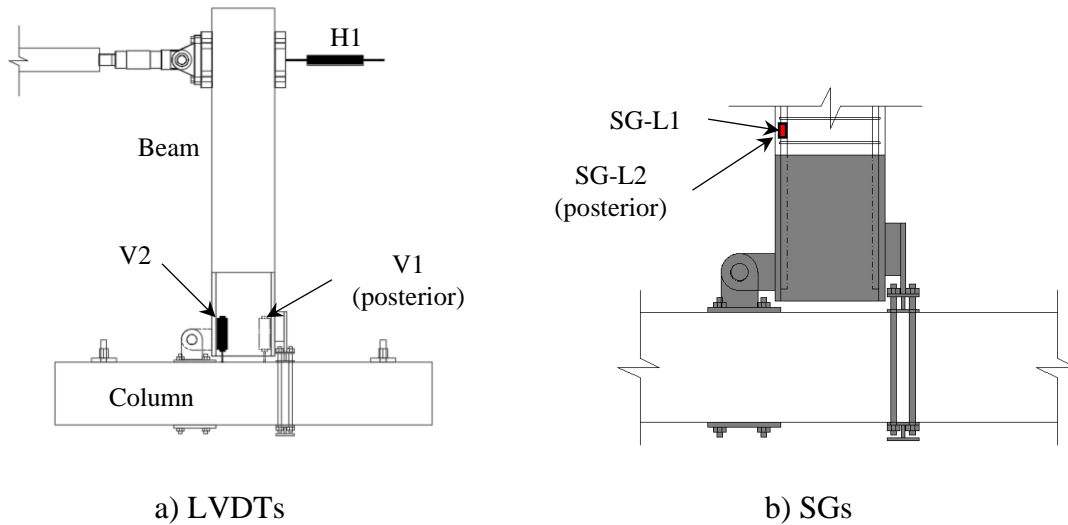 H1
Beam
V2
V1
(posterior)
Column
a) LVDTs
SG-L1
SG-L2
(posterior)
b) SGs